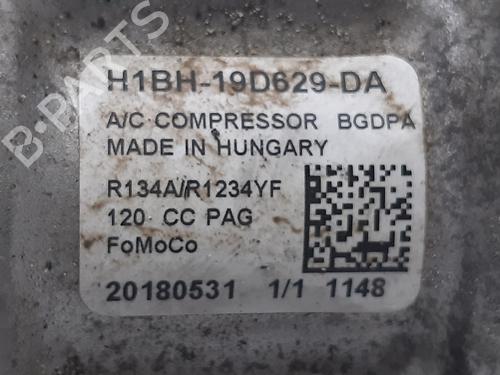 B-PARTS
H1BH-19D629-DA
A/C COMPRESSOR BGDPA
MADE IN HUNGARY
R134A/R1234YF
120 CC PAG
FoMoCo
20180531 1/1 1148